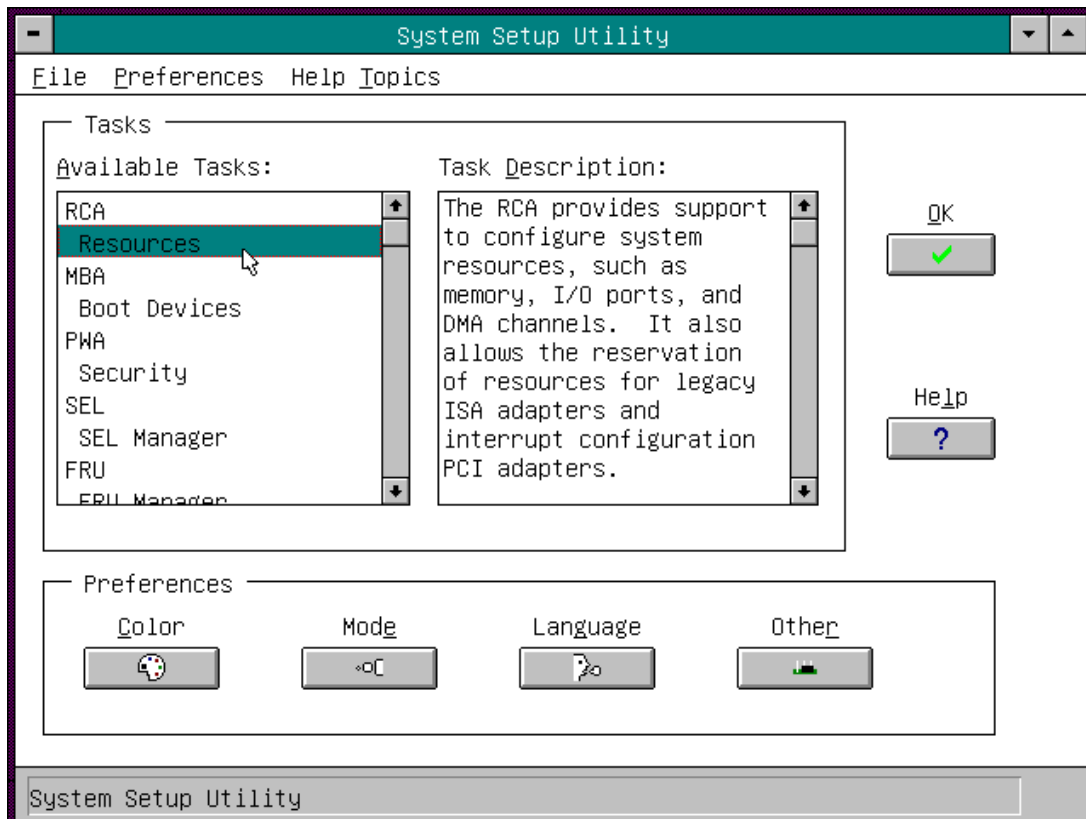 System Setup Utility
File Preferences Help Topics
Tasks
Available Tasks:
RCA
Resources
MBA
Boot Devices
PWA
Security
SEL
SEL Manager
FRU
FRU Manager
Task Description:
The RCA provides support
to configure system
resources, such as
memory, I/O ports, and
DMA channels. It also
allows the reservation
of resources for legacy
ISA adapters and
interrupt configuration
PCI adapters.
OK
Help
?
Preferences
Color Mode Language Other
System Setup Utility